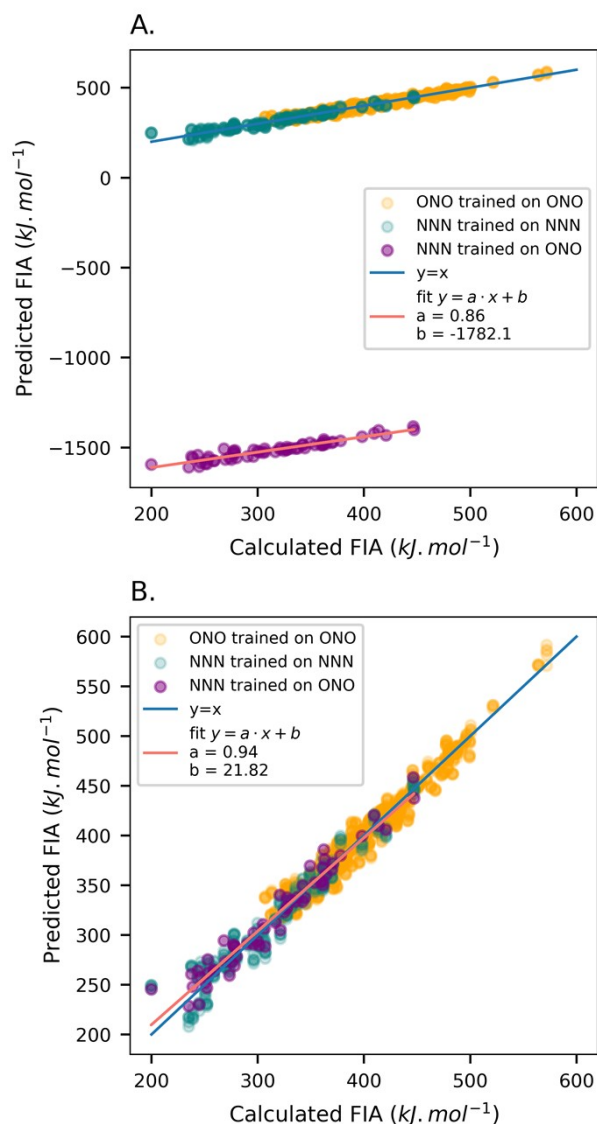 A.
500
0
−500
−1000
−1500
Predicted FIA (kJ.mol⁻¹)
ONO trained on ONO
NNN trained on NNN
NNN trained on ONO
y=x
fit y = a · x + b
a = 0.86
b = -1782.1
200 300 400 500 600
Calculated FIA (kJ.mol⁻¹)
B.
600
550
500
450
400
350
300
250
200
Predicted FIA (kJ.mol⁻¹)
ONO trained on ONO
NNN trained on NNN
NNN trained on ONO
y=x
fit y = a · x + b
a = 0.94
b = 21.82
200 300 400 500 600
Calculated FIA (kJ.mol⁻¹)